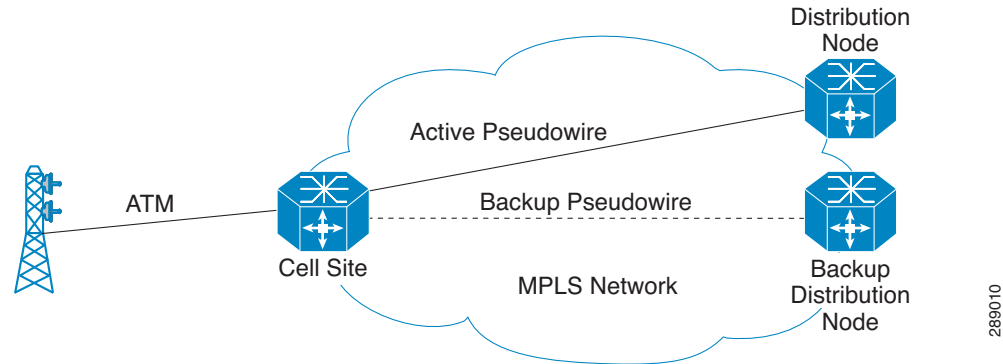 Distribution
Node
Active Pseudowire
ATM
Backup Pseudowire
Cell Site
MPLS Network
Backup
Distribution
Node
289010